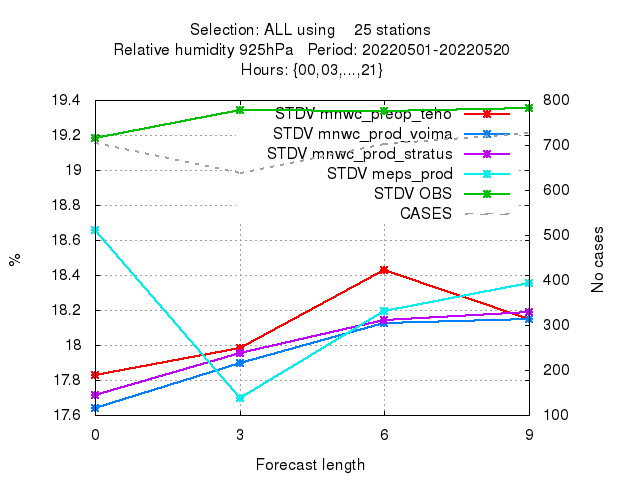 Selection: ALL using    25 stations
Relative humidity 925hPa   Period: 20220501-20220520
Hours: {00,03,...,21}
STDV mnwc_preop_teho
STDV mnwc_prod_voima
STDV mnwc_prod_stratus
STDV meps_prod
STDV OBS
CASES
19.4
19.2
19
18.8
18.6
18.4
18.2
18
17.8
17.6
%
800
700
600
500
400
300
200
100
No cases
0 3 6 9
Forecast length